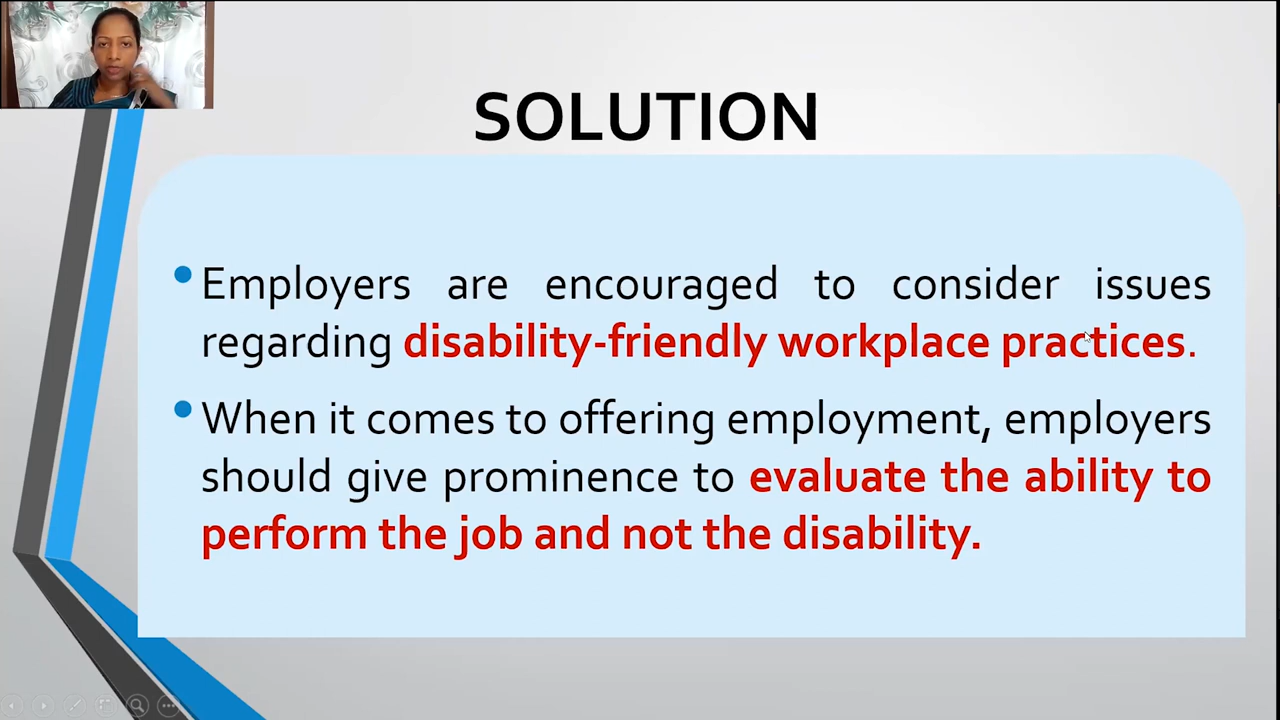 SOLUTION
•Employers are encouraged to consider issues
regarding disability-friendly workplace practices.
•When it comes to offering employment, employers
should give prominence to evaluate the ability to
perform the job and not the disability.